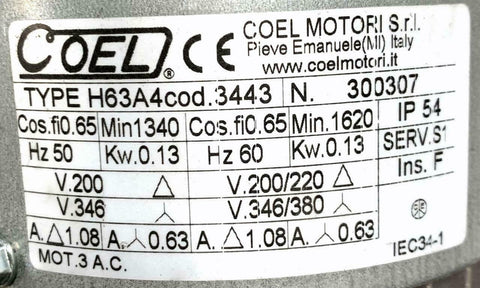 COEL® CE COEL MOTORI S.r.l.
Pieve Emanuele(MI) Italy
www.coelmotori.it
TYPE H63A4cod.3443 N. 300307
Cos.fi0.65 Min1340 Cos.fi0.65 Min.1620 IP 54
Hz 50 Kw.0.13 Hz 60 Kw.0.13 SERV.S1
V.200 △ V.200/220 △ Ins. F
V.346 ⅄ V.346/380 ⅄
A.△1.08 A.⅄0.63 A.△1.08 A.⅄0.63
MOT.3 A.C. IEC34-1